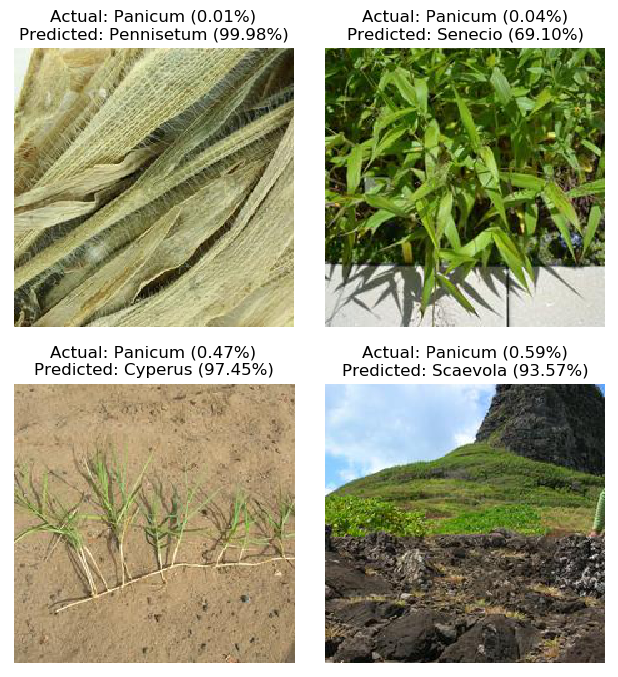 Actual: Panicum (0.01%)
Predicted: Pennisetum (99.98%)
Actual: Panicum (0.04%)
Predicted: Senecio (69.10%)
Actual: Panicum (0.47%)
Predicted: Cyperus (97.45%)
Actual: Panicum (0.59%)
Predicted: Scaevola (93.57%)